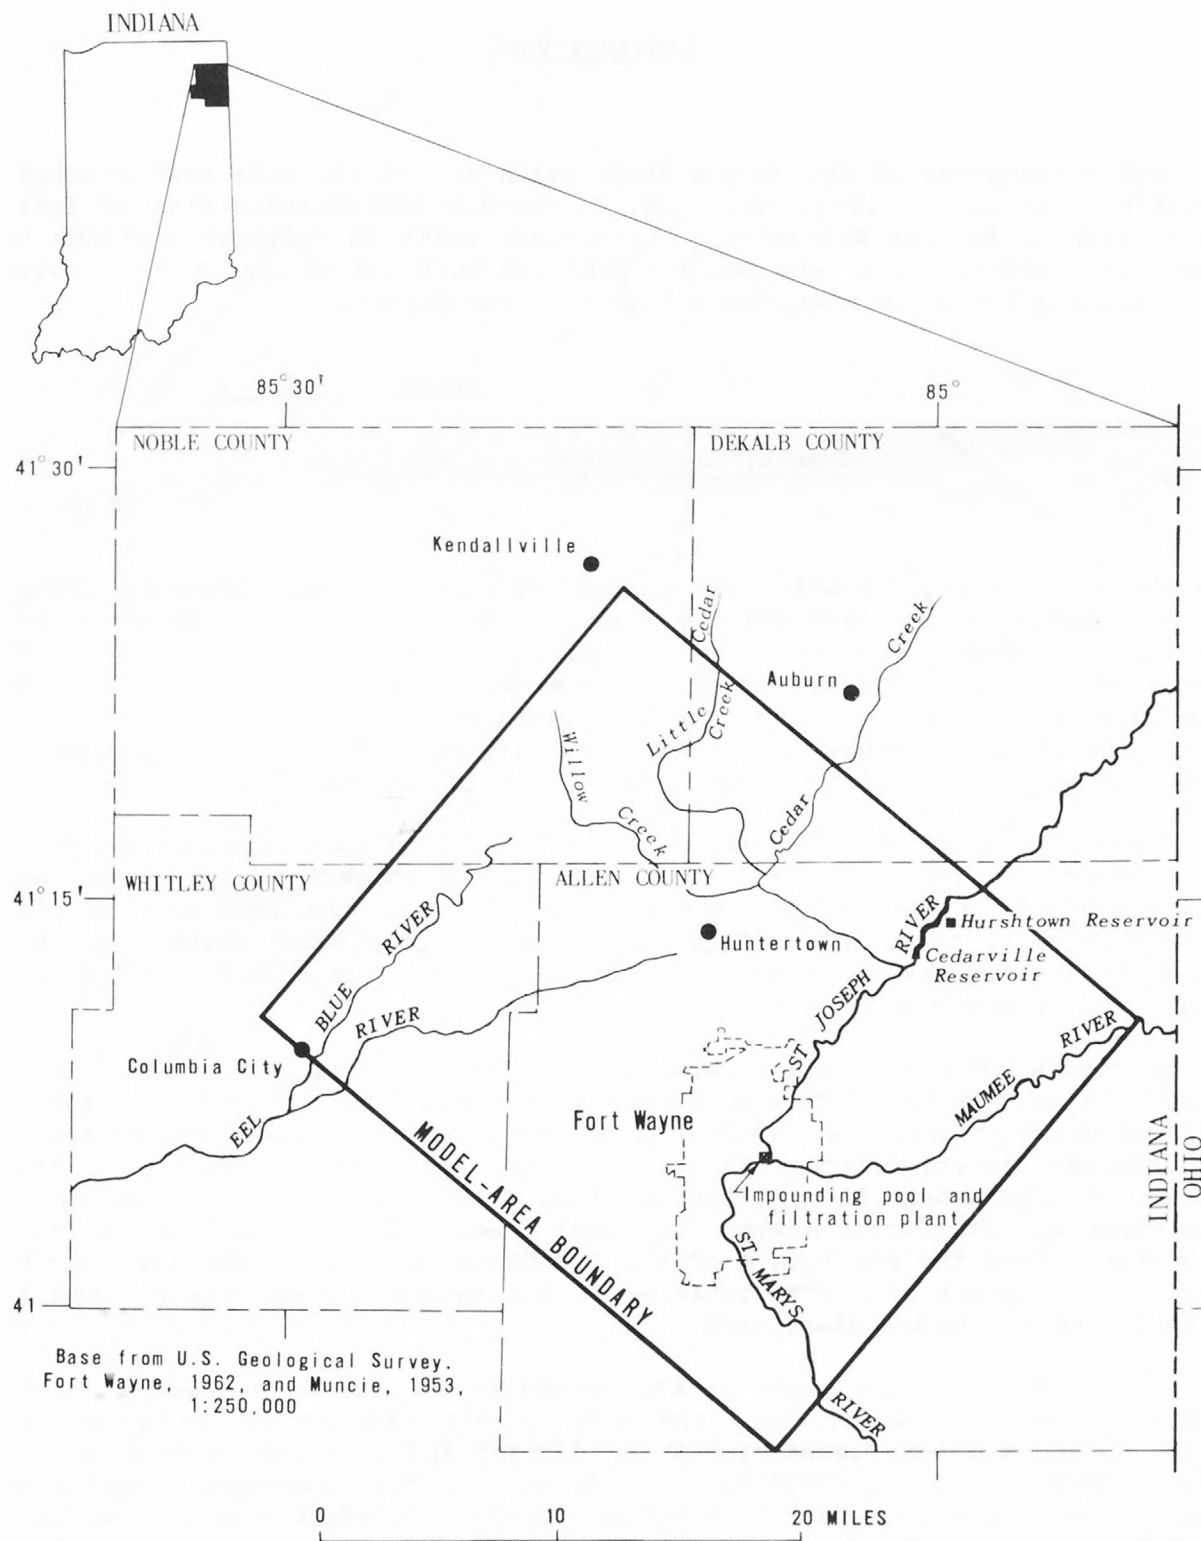 INDIANA
85°30'
85°
NOBLE COUNTY
DEKALB COUNTY
41°30'
Kendallville
Cedar
Creek
Auburn
Little
Creek
Willow
Creek
Cedar
WHITLEY COUNTY
ALLEN COUNTY
41°15'
BLUE RIVER
Huntertown
RIVER
Hurshtown Reservoir
Cedarville
Reservoir
ST JOSEPH
EEL RIVER
Columbia City
MAUMEE RIVER
Fort Wayne
Impounding pool and
filtration plant
MODEL-AREA BOUNDARY
ST MARYS
RIVER
INDIANA
OHIO
41
Base from U.S. Geological Survey.
Fort Wayne, 1962, and Muncie, 1953,
1:250,000
0 10 20 MILES